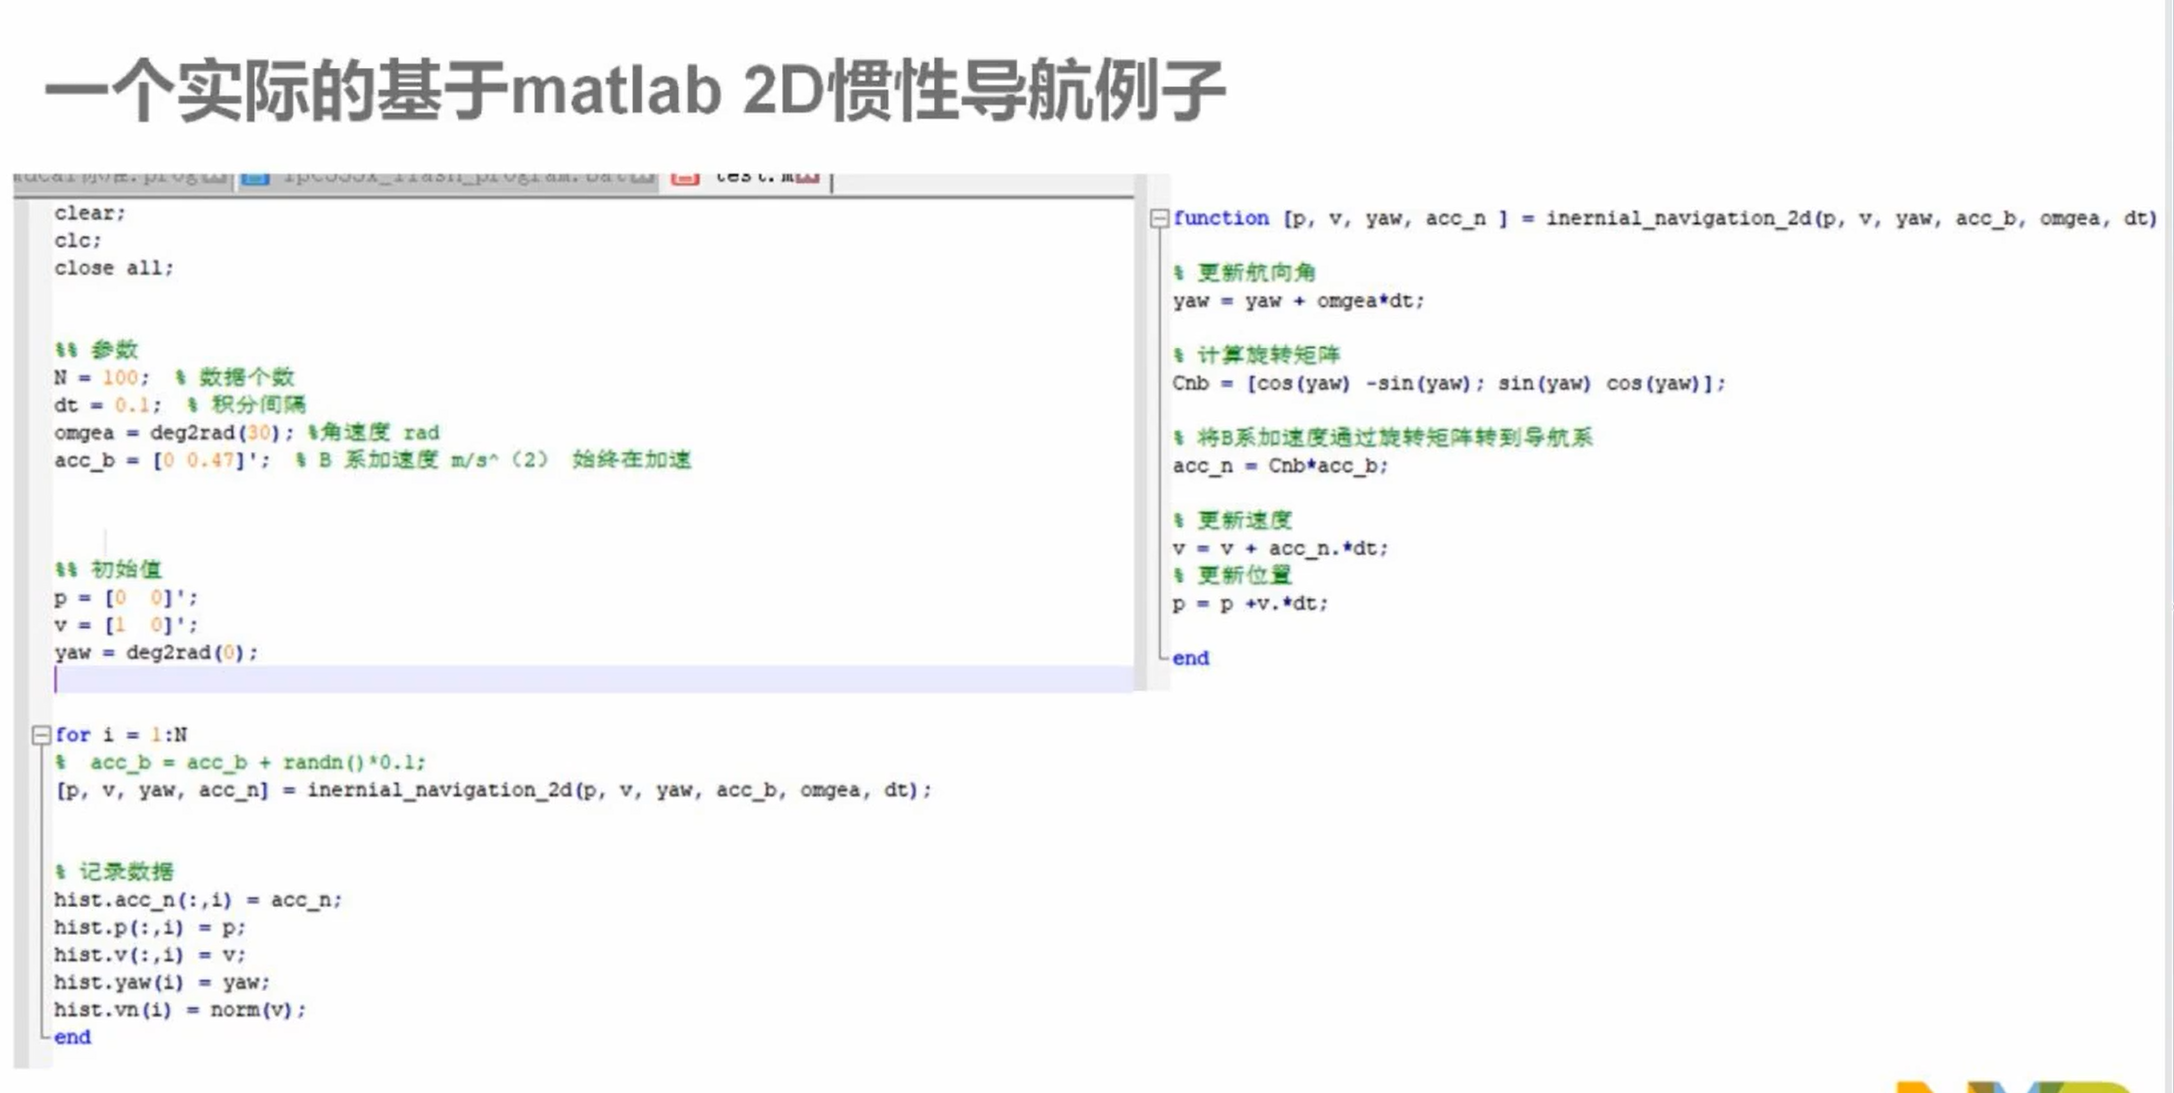 一个实际的基于matlab 2D惯性导航例子
test.m
clear;
clc;
close all;
%% 参数
N = 100;  % 数据个数
dt = 0.1;  % 积分间隔
omgea = deg2rad(30); %角速度 rad
acc_b = [0 0.47]';  % B 系加速度 m/s^（2） 始终在加速
%% 初始值
p = [0  0]';
v = [1  0]';
yaw = deg2rad(0);
for i = 1:N
%  acc_b = acc_b + randn()*0.1;
[p, v, yaw, acc_n] = inernial_navigation_2d(p, v, yaw, acc_b, omgea, dt);
% 记录数据
hist.acc_n(:,i) = acc_n;
hist.p(:,i) = p;
hist.v(:,i) = v;
hist.yaw(i) = yaw;
hist.vn(i) = norm(v);
end
function [p, v, yaw, acc_n ] = inernial_navigation_2d(p, v, yaw, acc_b, omgea, dt)
% 更新航向角
yaw = yaw + omgea*dt;
% 计算旋转矩阵
Cnb = [cos(yaw) -sin(yaw); sin(yaw) cos(yaw)];
% 将B系加速度通过旋转矩阵转到导航系
acc_n = Cnb*acc_b;
% 更新速度
v = v + acc_n.*dt;
% 更新位置
p = p +v.*dt;
end